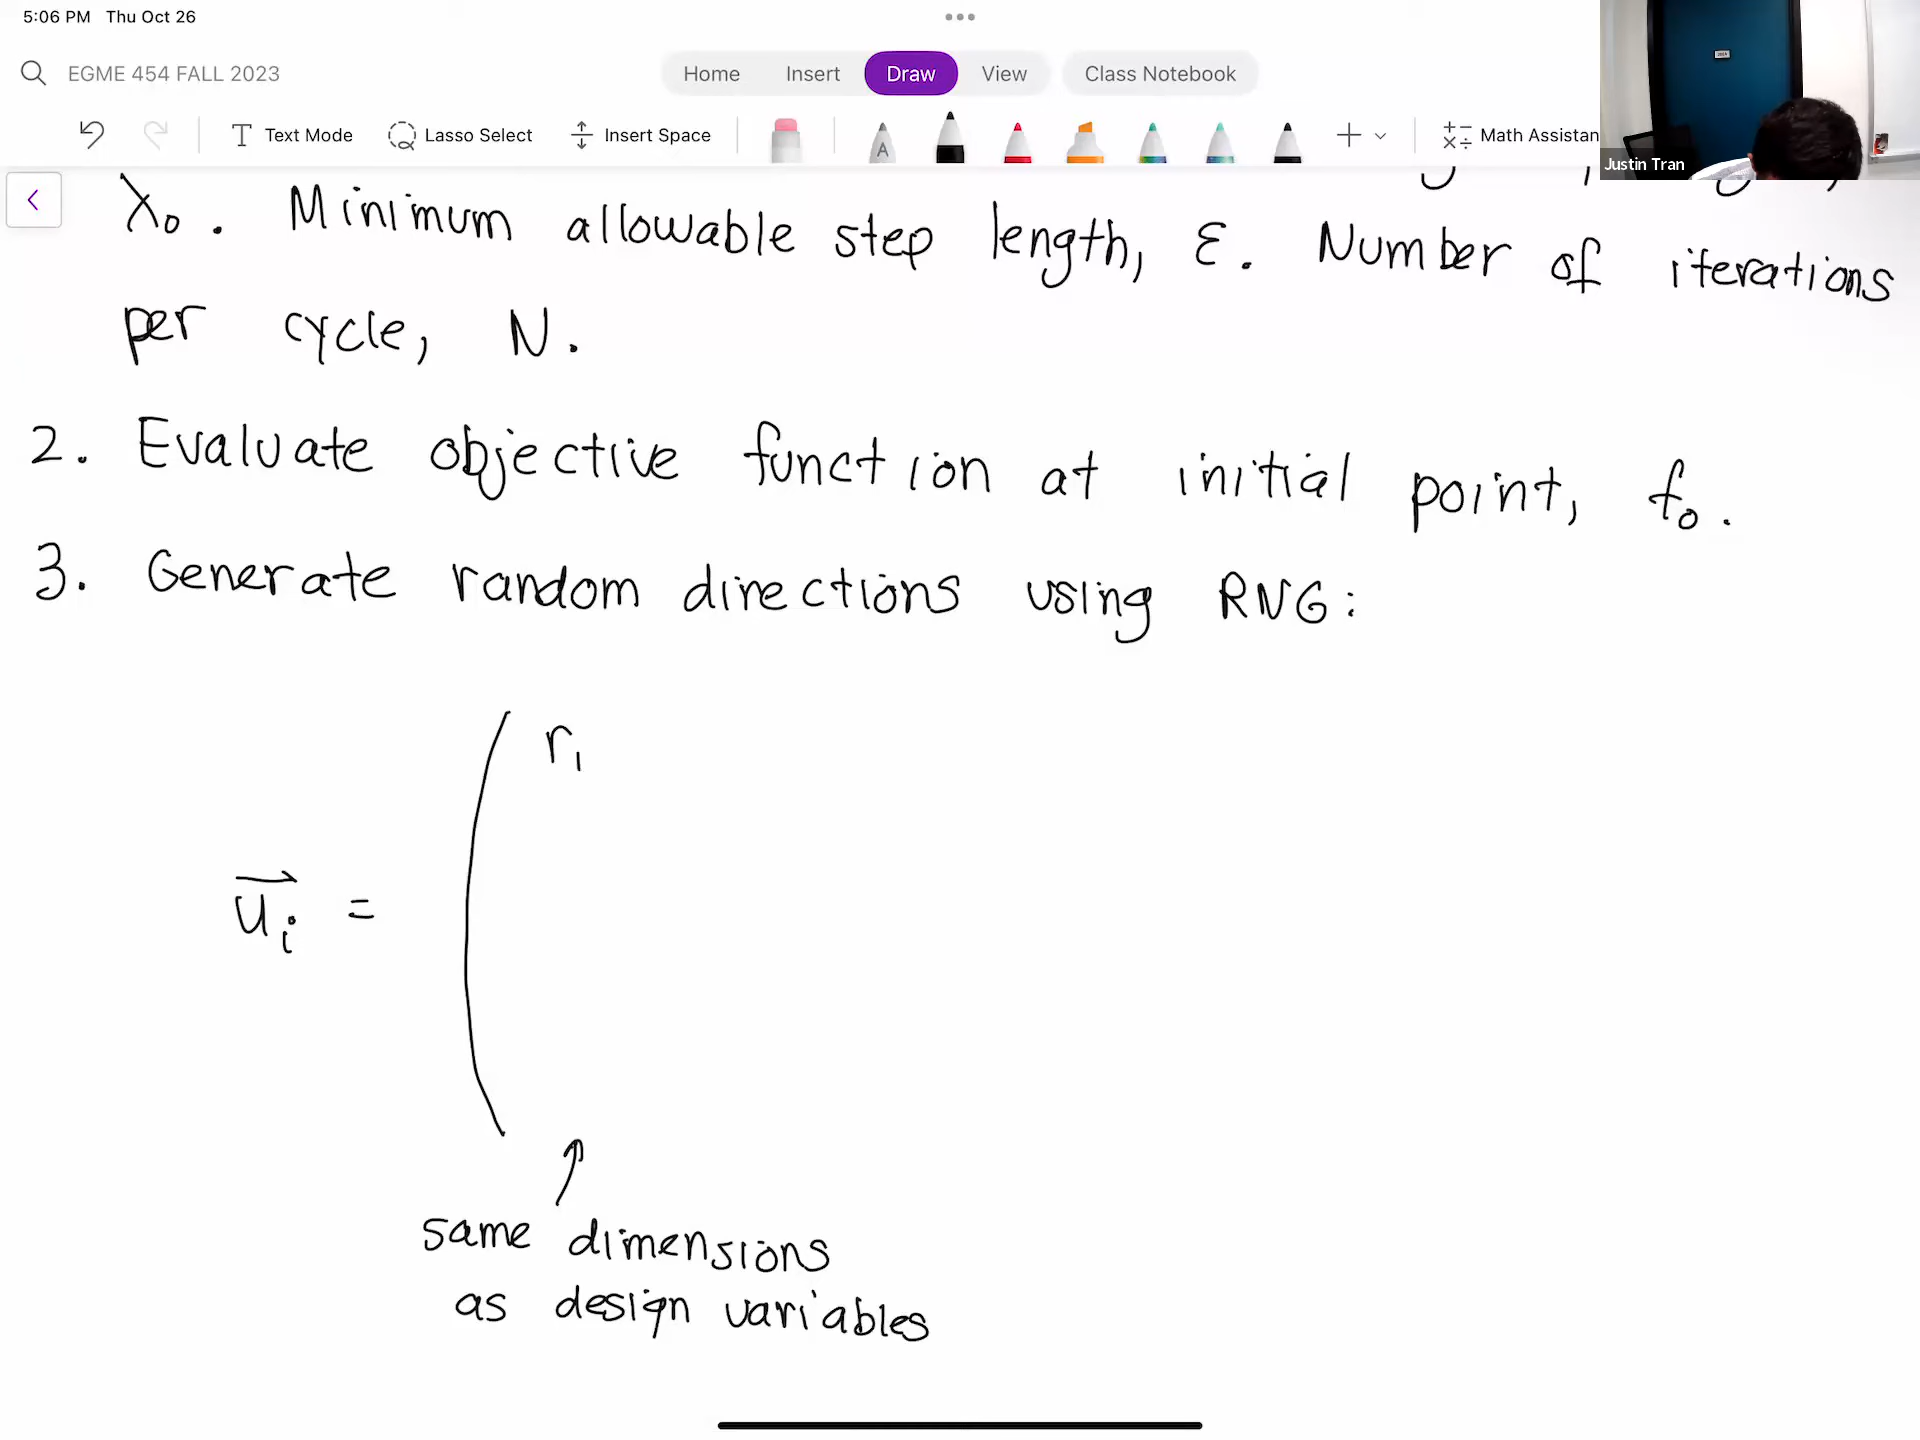 5:06 PM Thu Oct 26
EGME 454 FALL 2023
Home Insert Draw View Class Notebook
Text Mode Lasso Select Insert Space A Math Assistan
Justin Tran
λ₀. Minimum allowable step length, ε. Number of iterations
per cycle, N.
2. Evaluate objective function at initial point, f₀.
3. Generate random directions using RNG:
r₁
u⃗ᵢ =
same dimensions
as design variables